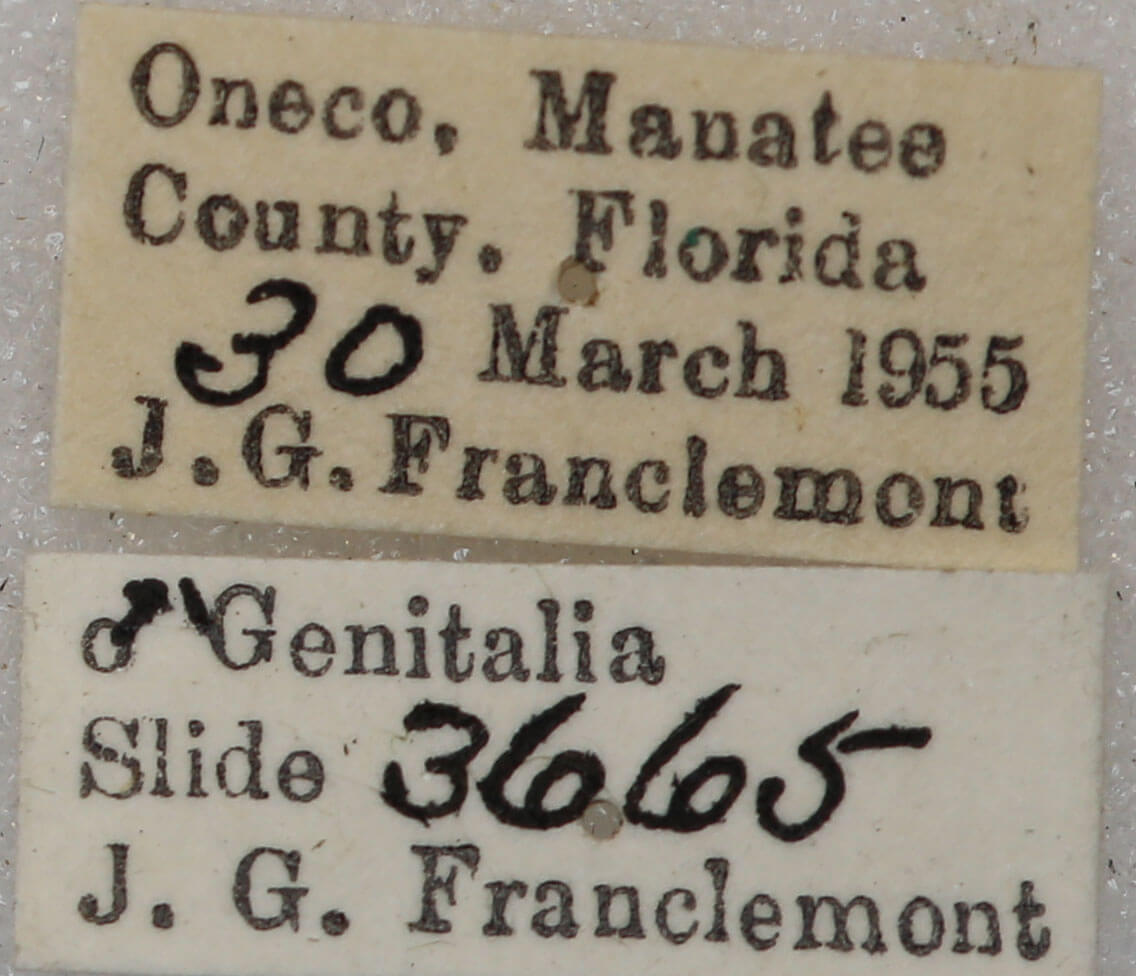 Oneco, Manatee
County. Florida
30 March 1955
J. G. Franclemont
♂ Genitalia
Slide 3665
J. G. Franclemont